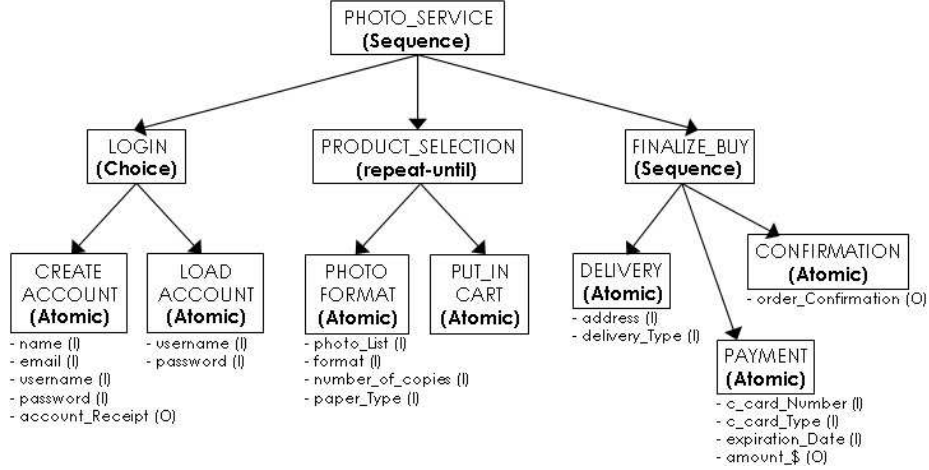 PHOTO_SERVICE
(Sequence)
LOGIN
(Choice)
PRODUCT_SELECTION
(repeat-until)
FINALIZE_BUY
(Sequence)
CREATE
ACCOUNT
(Atomic)
- name (I)
- email (I)
- username (I)
- password (I)
- account_Receipt (O)
LOAD
ACCOUNT
(Atomic)
- username (I)
- password (I)
PHOTO
FORMAT
(Atomic)
- photo_List (I)
- format (I)
- number_of_copies (I)
- paper_Type (I)
PUT_IN
CART
(Atomic)
DELIVERY
(Atomic)
- address (I)
- delivery_Type (I)
PAYMENT
(Atomic)
- c_card_Number (I)
- c_card_Type (I)
- expiration_Date (I)
- amount_$ (O)
CONFIRMATION
(Atomic)
- order_Confirmation (O)